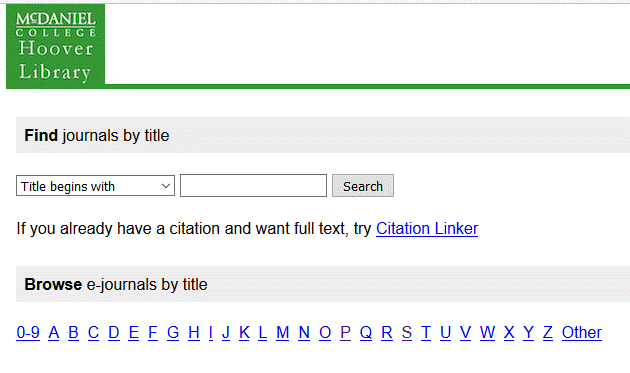 McDANIEL
COLLEGE
Hoover
Library
Find journals by title
Title begins with Search
If you already have a citation and want full text, try Citation Linker
Browse e-journals by title
0-9 A B C D E F G H I J K L M N O P Q R S T U V W X Y Z Other